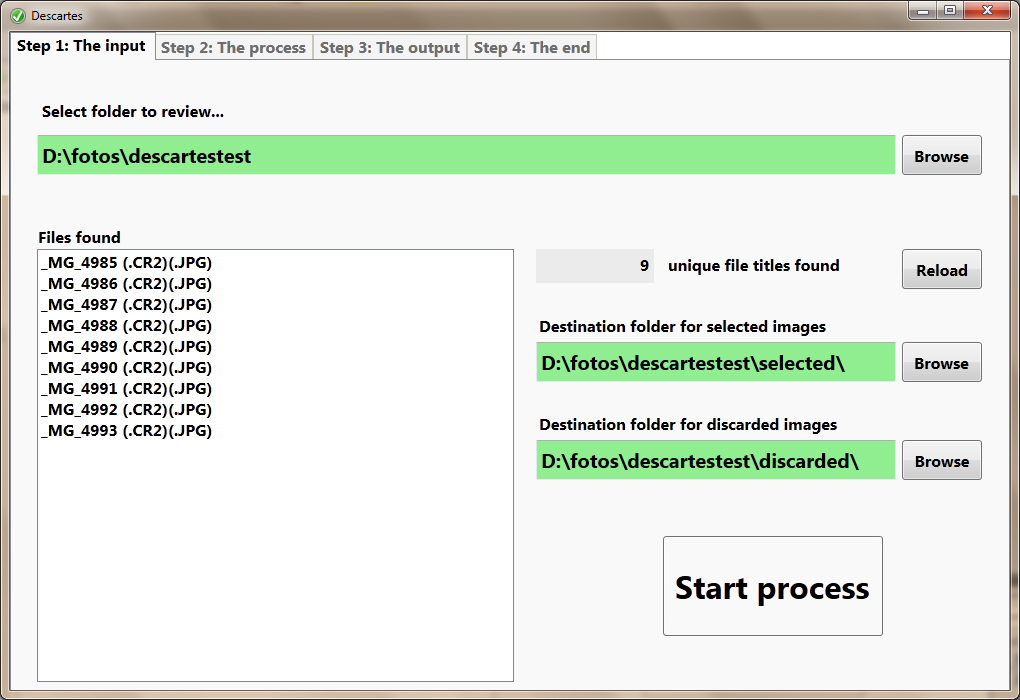 Descartes
Step 1: The input Step 2: The process Step 3: The output Step 4: The end
Select folder to review...
D:\fotos\descartestest Browse
Files found
_MG_4985 (.CR2)(.JPG)
_MG_4986 (.CR2)(.JPG)
_MG_4987 (.CR2)(.JPG)
_MG_4988 (.CR2)(.JPG)
_MG_4989 (.CR2)(.JPG)
_MG_4990 (.CR2)(.JPG)
_MG_4991 (.CR2)(.JPG)
_MG_4992 (.CR2)(.JPG)
_MG_4993 (.CR2)(.JPG)
9 unique file titles found Reload
Destination folder for selected images
D:\fotos\descartestest\selected\ Browse
Destination folder for discarded images
D:\fotos\descartestest\discarded\ Browse
Start process